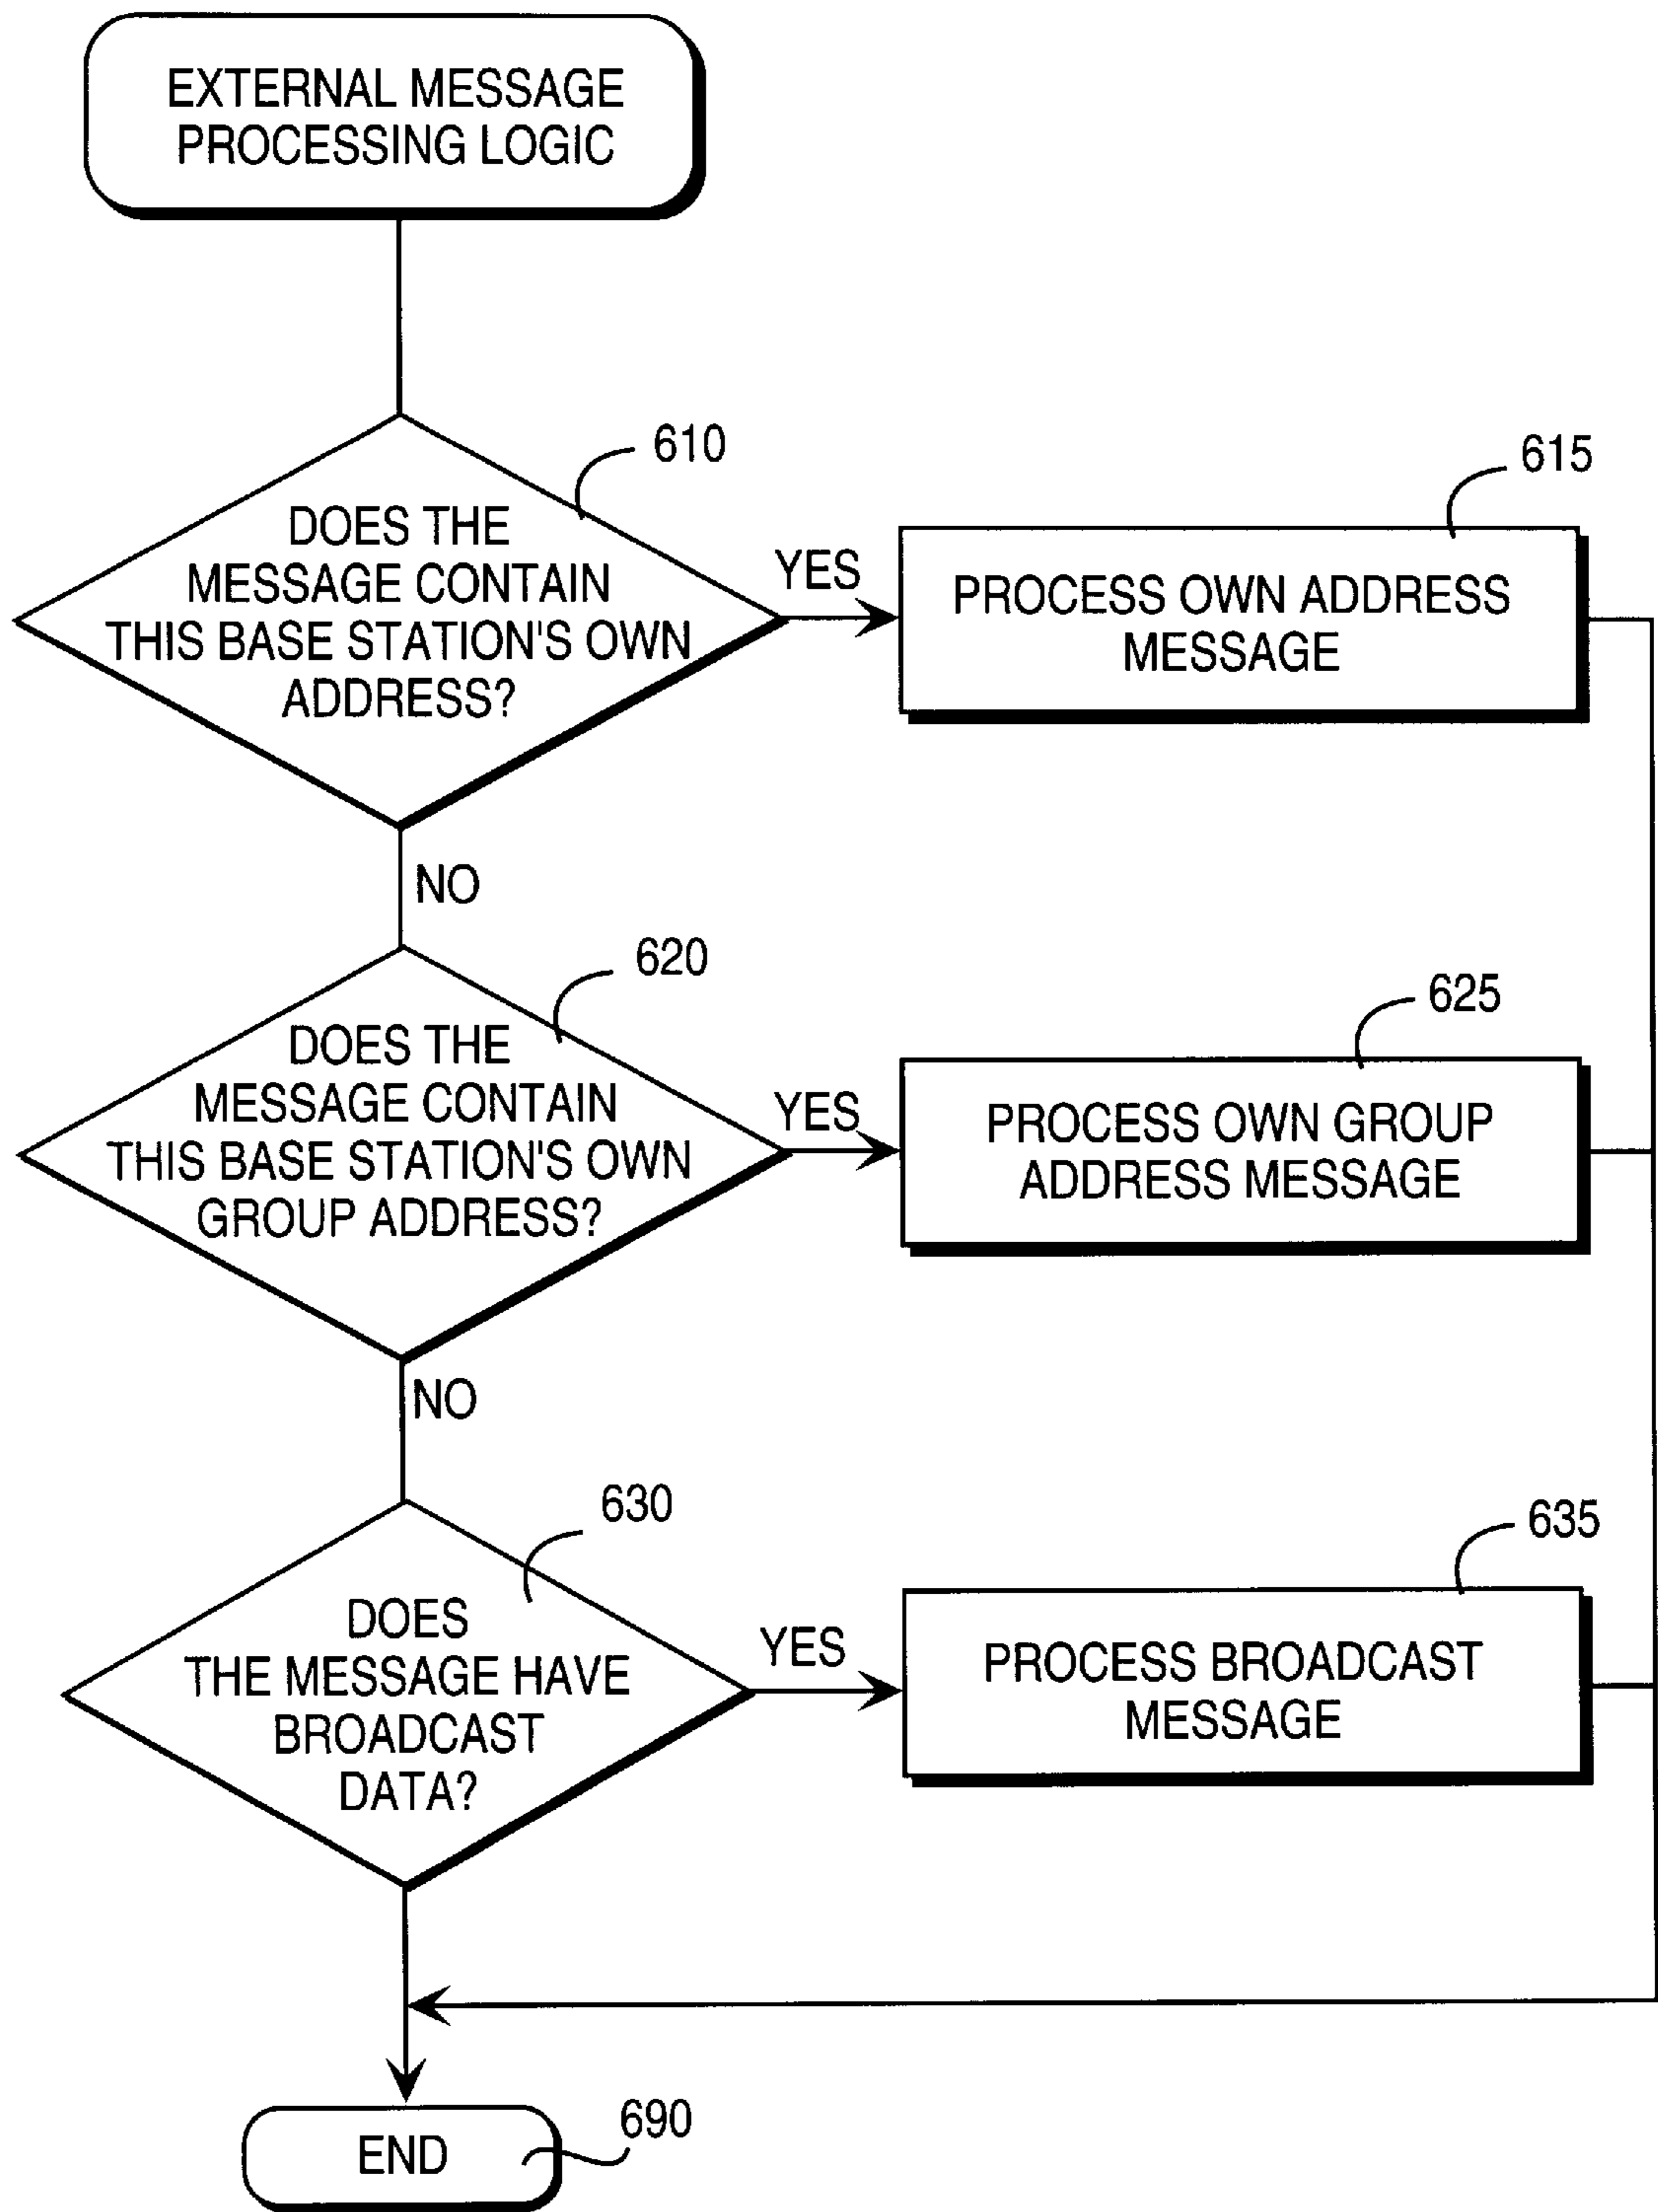 EXTERNAL MESSAGE
PROCESSING LOGIC
610
DOES THE
MESSAGE CONTAIN
THIS BASE STATION'S OWN
ADDRESS?
YES
615
PROCESS OWN ADDRESS
MESSAGE
NO
620
DOES THE
MESSAGE CONTAIN
THIS BASE STATION'S OWN
GROUP ADDRESS?
YES
625
PROCESS OWN GROUP
ADDRESS MESSAGE
NO
630
DOES
THE MESSAGE HAVE
BROADCAST
DATA?
YES
635
PROCESS BROADCAST
MESSAGE
END
690